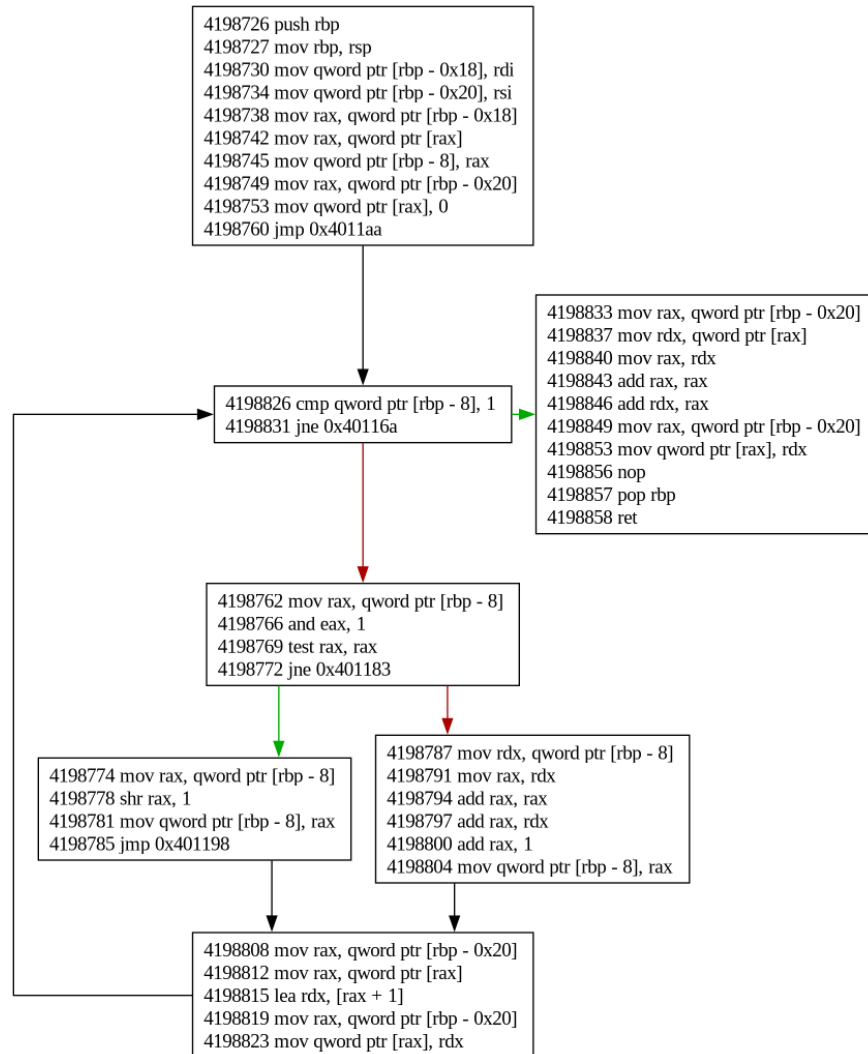 4198726 push rbp
4198727 mov rbp, rsp
4198730 mov qword ptr [rbp - 0x18], rdi
4198734 mov qword ptr [rbp - 0x20], rsi
4198738 mov rax, qword ptr [rbp - 0x18]
4198742 mov rax, qword ptr [rax]
4198745 mov qword ptr [rbp - 8], rax
4198749 mov rax, qword ptr [rbp - 0x20]
4198753 mov qword ptr [rax], 0
4198760 jmp 0x4011aa
4198833 mov rax, qword ptr [rbp - 0x20]
4198837 mov rdx, qword ptr [rax]
4198840 mov rax, rdx
4198843 add rax, rax
4198846 add rdx, rax
4198849 mov rax, qword ptr [rbp - 0x20]
4198853 mov qword ptr [rax], rdx
4198856 nop
4198857 pop rbp
4198858 ret
4198826 cmp qword ptr [rbp - 8], 1
4198831 jne 0x40116a
4198762 mov rax, qword ptr [rbp - 8]
4198766 and eax, 1
4198769 test rax, rax
4198772 jne 0x401183
4198774 mov rax, qword ptr [rbp - 8]
4198778 shr rax, 1
4198781 mov qword ptr [rbp - 8], rax
4198785 jmp 0x401198
4198787 mov rdx, qword ptr [rbp - 8]
4198791 mov rax, rdx
4198794 add rax, rax
4198797 add rax, rdx
4198800 add rax, 1
4198804 mov qword ptr [rbp - 8], rax
4198808 mov rax, qword ptr [rbp - 0x20]
4198812 mov rax, qword ptr [rax]
4198815 lea rdx, [rax + 1]
4198819 mov rax, qword ptr [rbp - 0x20]
4198823 mov qword ptr [rax], rdx